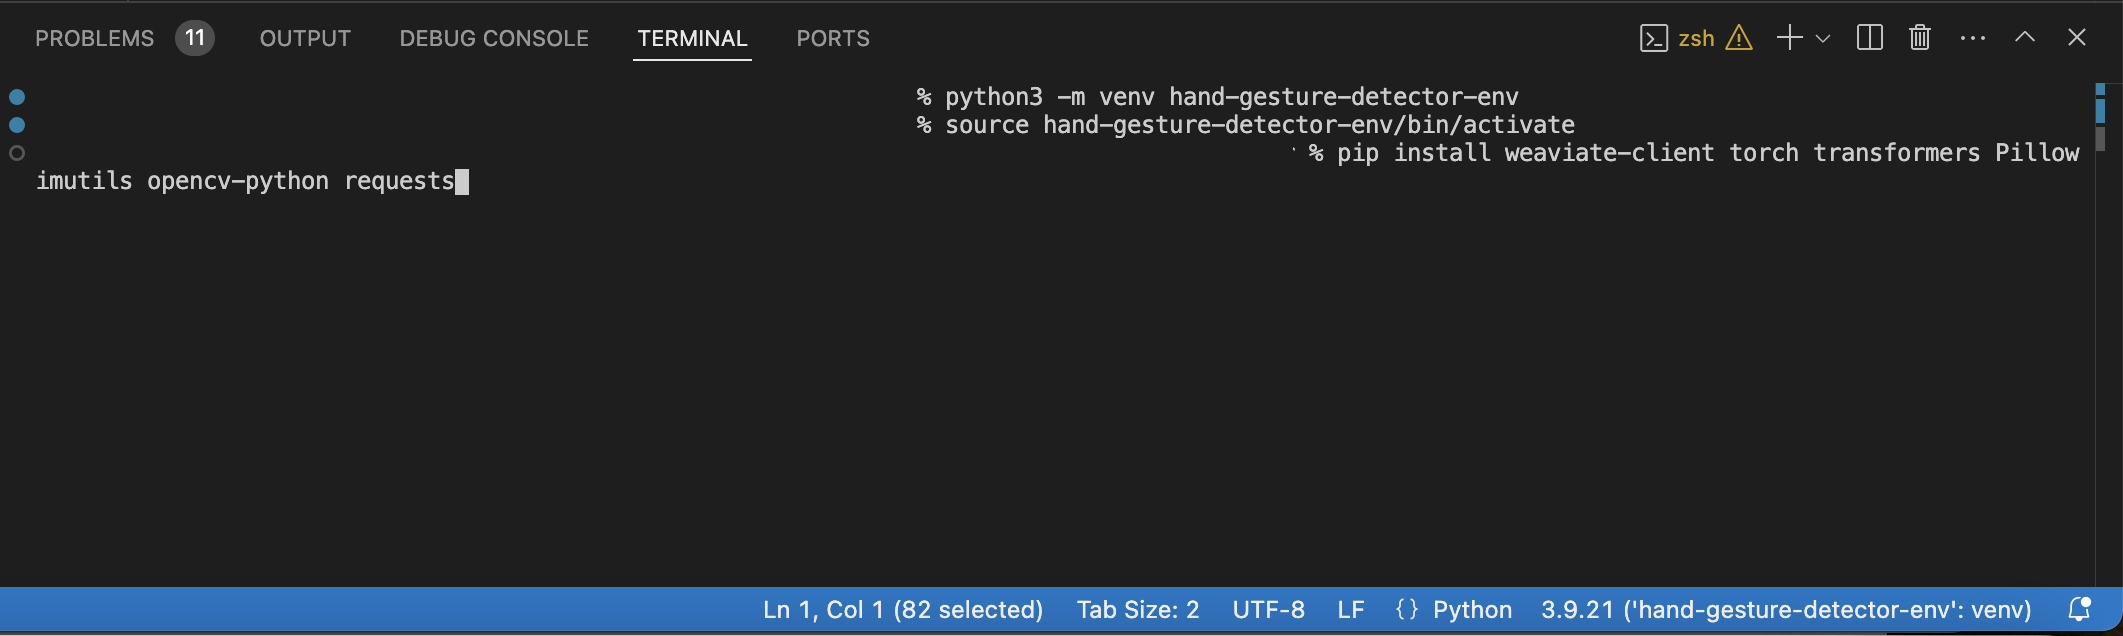 PROBLEMS 11 OUTPUT DEBUG CONSOLE TERMINAL PORTS zsh
% python3 -m venv hand-gesture-detector-env
% source hand-gesture-detector-env/bin/activate
% pip install weaviate-client torch transformers Pillow
imutils opencv-python requests
Ln 1, Col 1 (82 selected) Tab Size: 2 UTF-8 LF {} Python 3.9.21 ('hand-gesture-detector-env': venv)